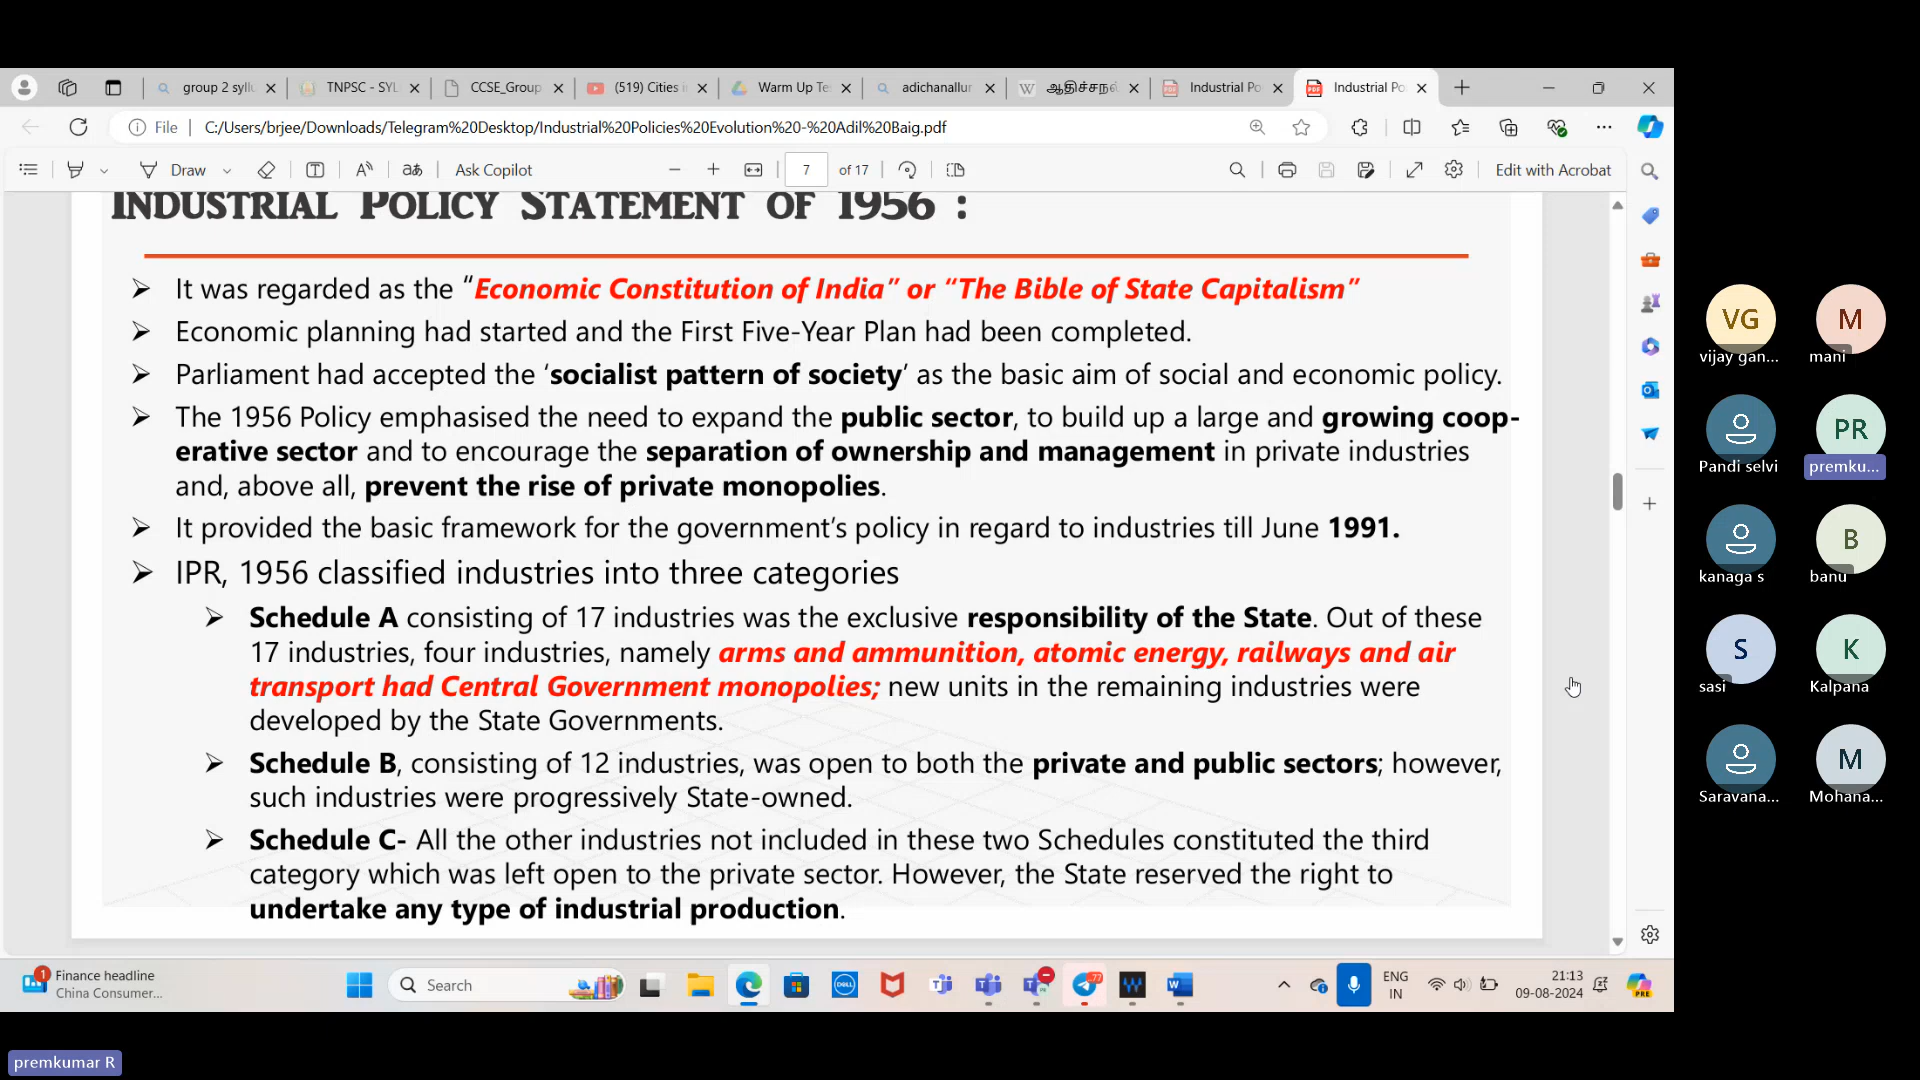 group 2 syll
TNPSC - SYL
CCSE_Group
(519) Cities i
Warm Up Te
adichanallur
ஆதிச்சநல்
Industrial Po
Industrial Po
File
C:/Users/brjee/Downloads/Telegram%20Desktop/Industrial%20Policies%20Evolution%20-%20Adil%20Baig.pdf
Draw
Ask Copilot
7 of 17
Edit with Acrobat
INDUSTRIAL POLICY STATEMENT OF 1956 :
It was regarded as the “Economic Constitution of India” or “The Bible of State Capitalism”
Economic planning had started and the First Five-Year Plan had been completed.
Parliament had accepted the ‘socialist pattern of society’ as the basic aim of social and economic policy.
The 1956 Policy emphasised the need to expand the public sector, to build up a large and growing coop-
erative sector and to encourage the separation of ownership and management in private industries
and, above all, prevent the rise of private monopolies.
It provided the basic framework for the government’s policy in regard to industries till June 1991.
IPR, 1956 classified industries into three categories
Schedule A consisting of 17 industries was the exclusive responsibility of the State. Out of these
17 industries, four industries, namely arms and ammunition, atomic energy, railways and air
transport had Central Government monopolies; new units in the remaining industries were
developed by the State Governments.
Schedule B, consisting of 12 industries, was open to both the private and public sectors; however,
such industries were progressively State-owned.
Schedule C- All the other industries not included in these two Schedules constituted the third
category which was left open to the private sector. However, the State reserved the right to
undertake any type of industrial production.
VG
vijay gan...
M
mani
Pandi selvi
PR
premku...
kanaga s
B
banu
S
sasi
K
Kalpana
Saravana...
M
Mohana...
1
Finance headline
China Consumer...
Search
DELL
77
ENG
IN
21:13
09-08-2024
PRE
premkumar R